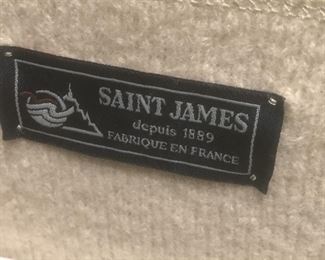 SAINT JAMES
depuis 1889
FABRIQUE EN FRANCE